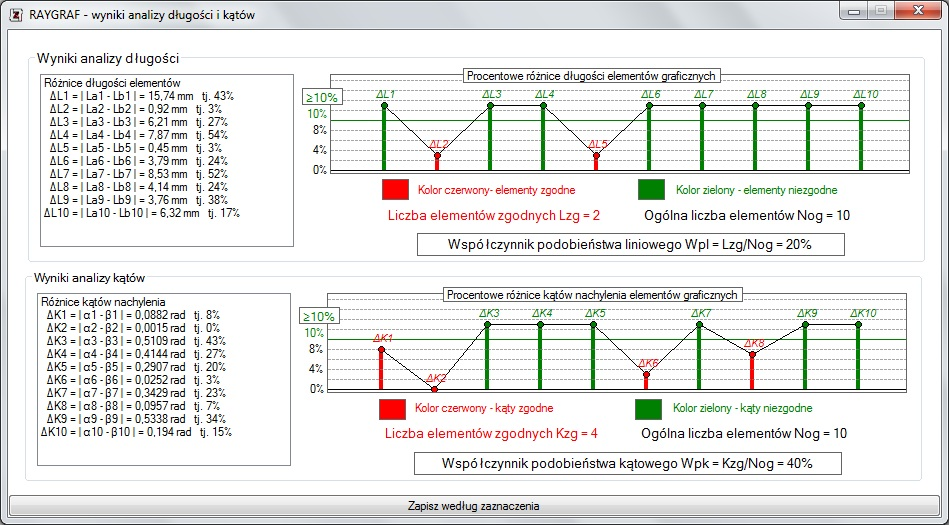 RAYGRAF - wyniki analizy długości i kątów
Wyniki analizy długości
Różnice długości elementów
ΔL1 = | La1 - Lb1 | = 15,74 mm tj. 43%
ΔL2 = | La2 - Lb2 | = 0,92 mm tj. 3%
ΔL3 = | La3 - Lb3 | = 6,21 mm tj. 27%
ΔL4 = | La4 - Lb4 | = 7,87 mm tj. 54%
ΔL5 = | La5 - Lb5 | = 0,45 mm tj. 3%
ΔL6 = | La6 - Lb6 | = 3,79 mm tj. 24%
ΔL7 = | La7 - Lb7 | = 8,53 mm tj. 52%
ΔL8 = | La8 - Lb8 | = 4,14 mm tj. 24%
ΔL9 = | La9 - Lb9 | = 3,76 mm tj. 38%
ΔL10 = | La10 - Lb10 | = 6,32 mm tj. 17%
Procentowe różnice długości elementów graficznych
≥10%
10%
8%
4%
0%
ΔL1 ΔL2 ΔL3 ΔL4 ΔL5 ΔL6 ΔL7 ΔL8 ΔL9 ΔL10
Kolor czerwony- elementy zgodne
Kolor zielony - elementy niezgodne
Liczba elementów zgodnych Lzg = 2
Ogólna liczba elementów Nog = 10
Współczynnik podobieństwa liniowego Wpl = Lzg/Nog = 20%
Wyniki analizy kątów
Różnice kątów nachylenia
ΔK1 = | α1 - β1 | = 0,0882 rad tj. 8%
ΔK2 = | α2 - β2 | = 0,0015 rad tj. 0%
ΔK3 = | α3 - β3 | = 0,5109 rad tj. 43%
ΔK4 = | α4 - β4 | = 0,4144 rad tj. 27%
ΔK5 = | α5 - β5 | = 0,2907 rad tj. 20%
ΔK6 = | α6 - β6 | = 0,0252 rad tj. 3%
ΔK7 = | α7 - β7 | = 0,3429 rad tj. 23%
ΔK8 = | α8 - β8 | = 0,0957 rad tj. 7%
ΔK9 = | α9 - β9 | = 0,5338 rad tj. 34%
ΔK10 = | α10 - β10 | = 0,194 rad tj. 15%
Procentowe różnice kątów nachylenia elementów graficznych
≥10%
10%
8%
4%
0%
ΔK1 ΔK2 ΔK3 ΔK4 ΔK5 ΔK6 ΔK7 ΔK8 ΔK9 ΔK10
Kolor czerwony - kąty zgodne
Kolor zielony - kąty niezgodne
Liczba elementów zgodnych Kzg = 4
Ogólna liczba elementów Nog = 10
Współczynnik podobieństwa kątowego Wpk = Kzg/Nog = 40%
Zapisz według zaznaczenia